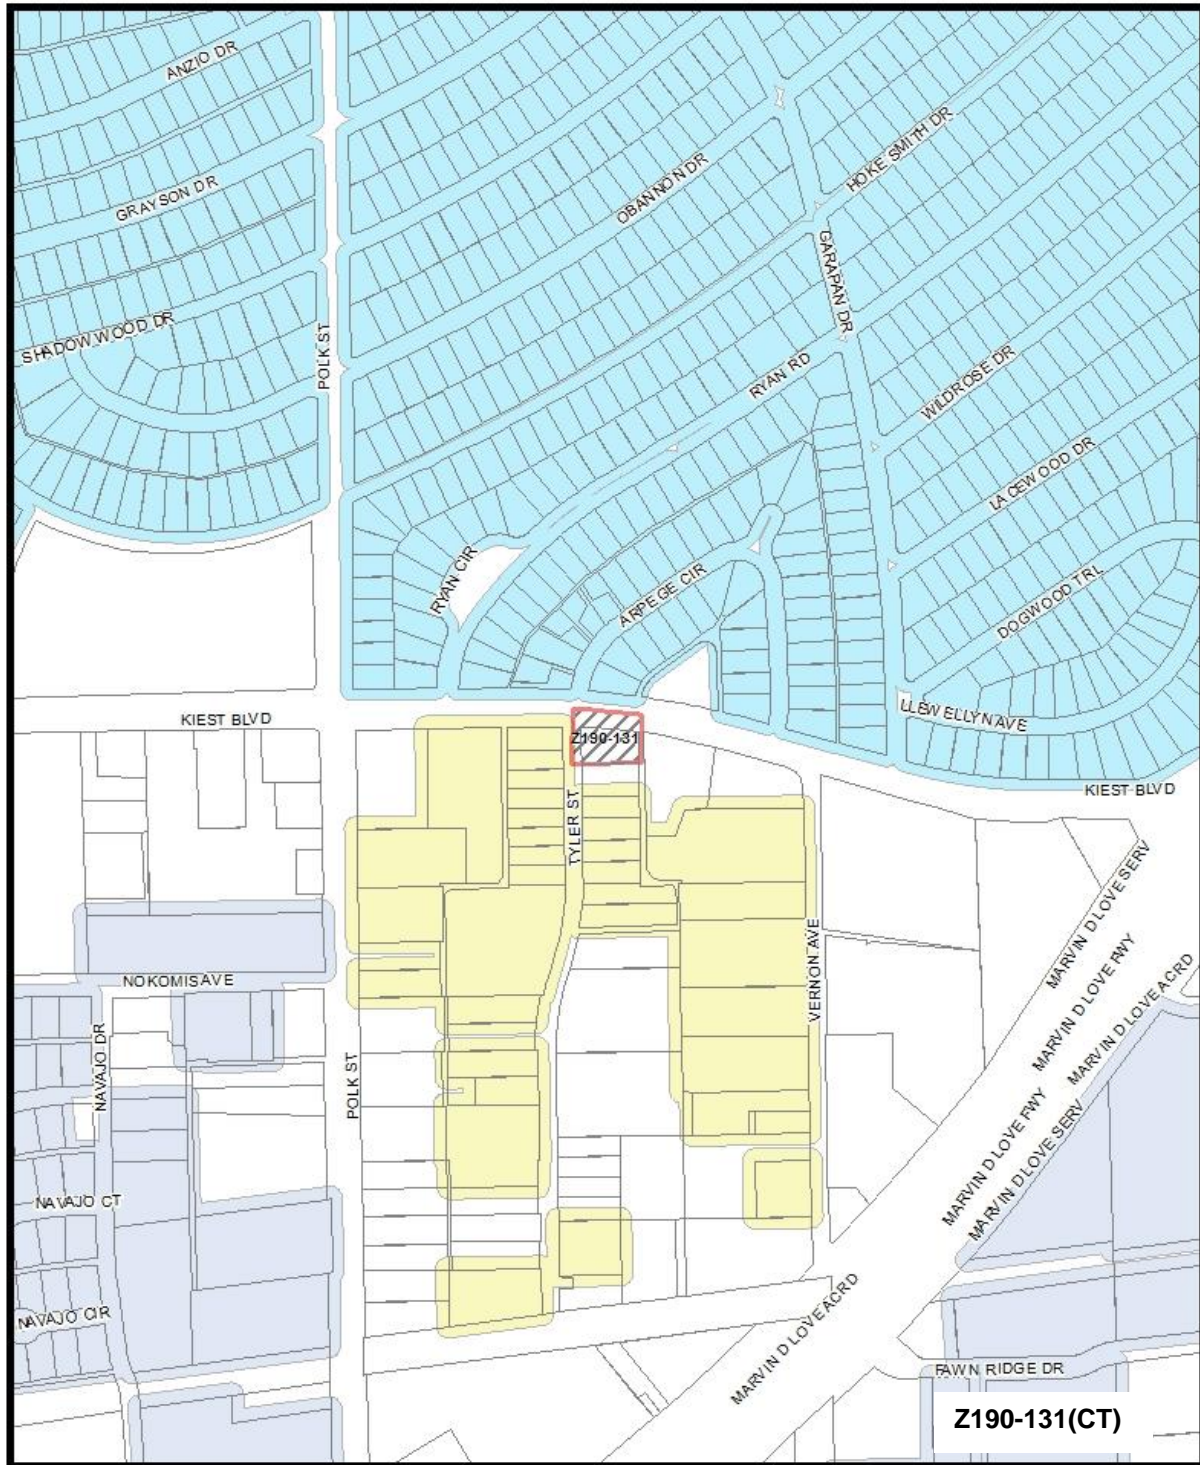 ANZIO DR
HOKE SMITH DR
OBANNON DR
GRAYSON DR
GARAPAN DR
SHADOW WOOD DR
POLK ST
RYAN RD
WILDROSE DR
LACEWOOD DR
RYAN CIR
ARPEGE CIR
DOGWOOD TRL
LLEWELLYN AVE
KIEST BLVD
Z190-131
KIEST BLVD
TYLER ST
MARVIN D LOVE SERV
VERNON AVE
MARVIN D LOVE FWY
NOKOMIS AVE
MARVIN D LOVE ACRD
NAVAJO DR
POLK ST
MARVIN D LOVE FWY
MARVIN D LOVE SERV
NAVAJO CT
NAVAJO CIR
MARVIN D LOVE ACRD
FAWN RIDGE DR
Z190-131(CT)